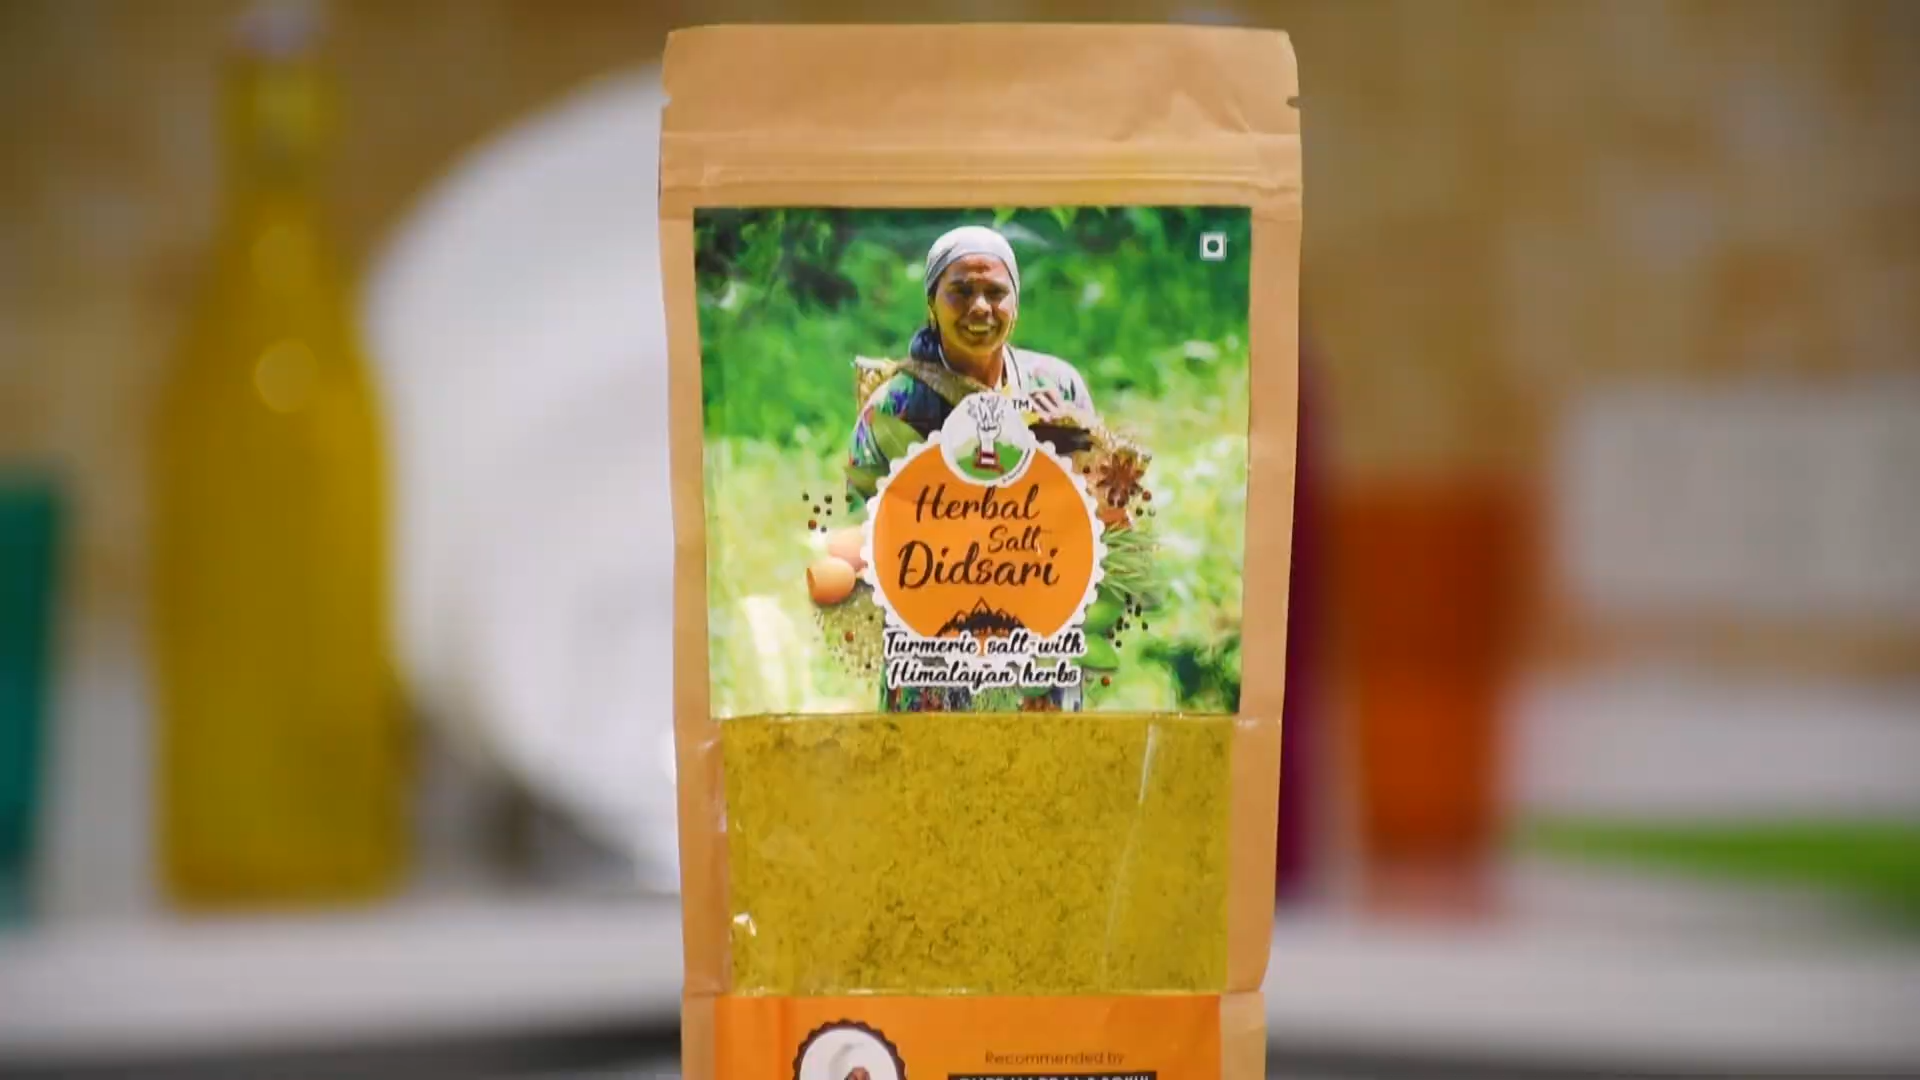 TM
Herbal
Salt
Didsari
Turmeric salt with
Himalayan herbs
Recommended by